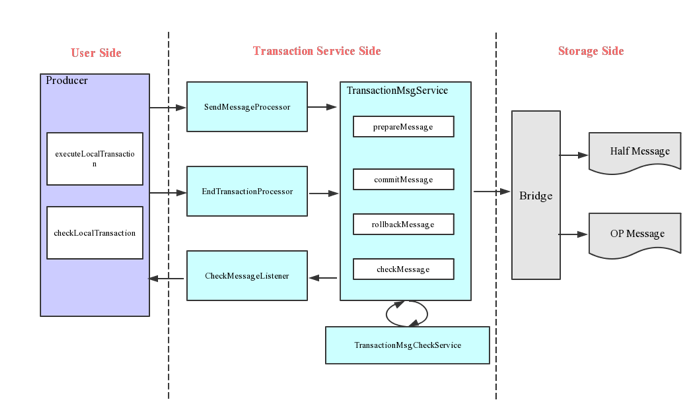 User Side
Transaction Service Side
Storage Side
Producer
executeLocalTransactio
n
checkLocalTransaction
SendMessageProcessor
EndTransactionProcessor
CheckMessageListener
TransactionMsgService
prepareMessage
commitMessage
rollbackMessage
checkMessage
TransactionMsgCheckService
Bridge
Half Message
OP Message